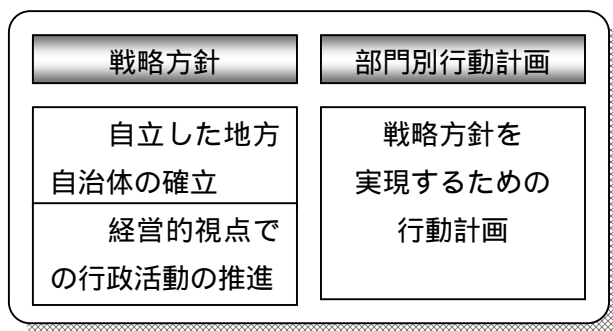 戦略方針
自立した地方
自治体の確立
経営的視点で
の行政活動の推進
部門別行動計画
戦略方針を
実現するための
行動計画